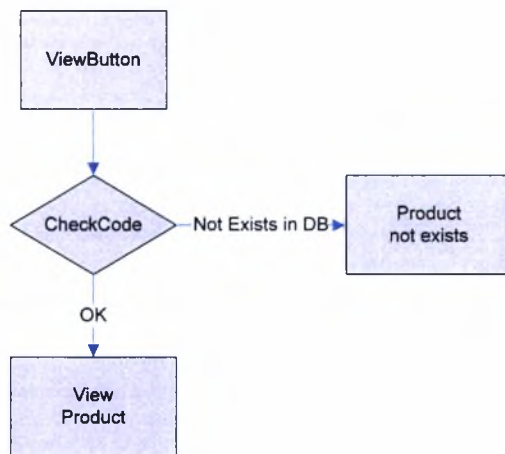 ViewButton
CheckCode
Not Exists in DB
Product
not exists
OK
View
Product